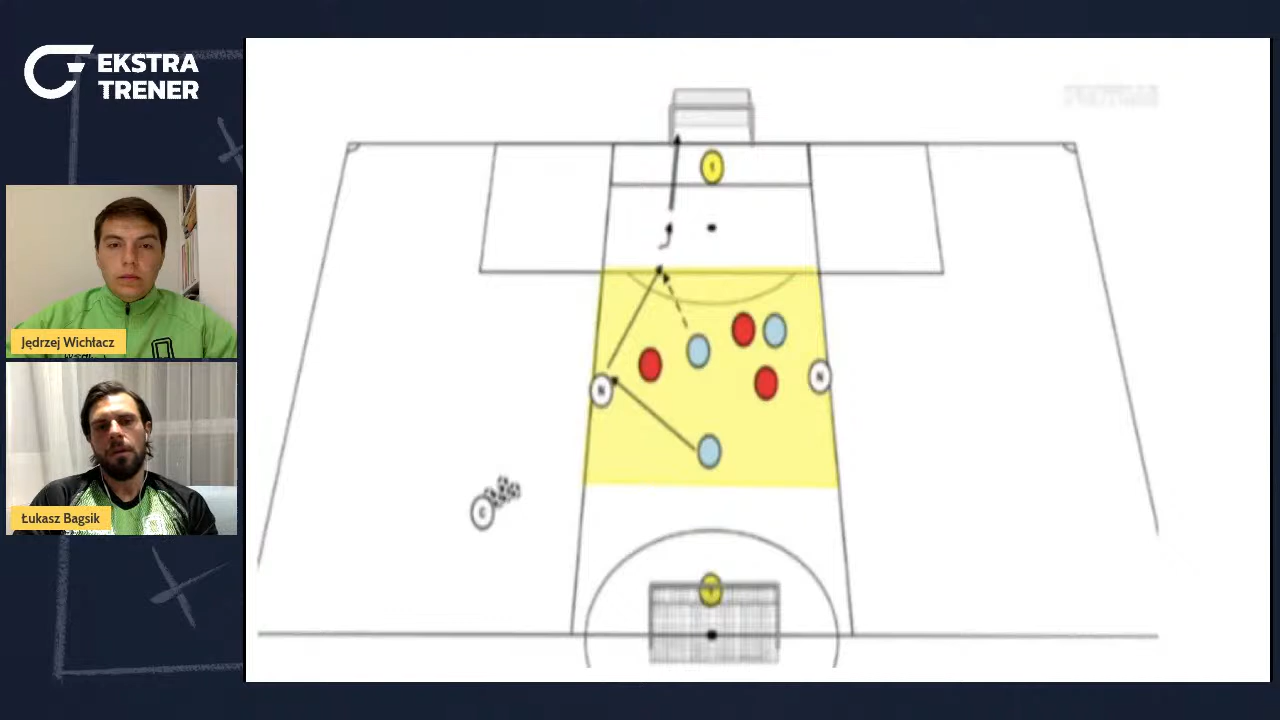 EKSTRA
TRENER
Jędrzej Wichłacz
Łukasz Bagsik
N
N
C